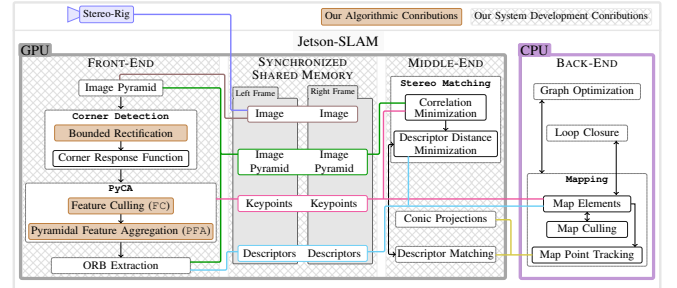 Stereo-Rig
Our Algorithmic Conributions
Our System Development Conributions
Jetson-SLAM
GPU
CPU
FRONT-END
SYNCHRONIZED
SHARED MEMORY
MIDDLE-END
BACK-END
Image Pyramid
Corner Detection
Bounded Rectification
Corner Response Function
PyCA
Feature Culling (FC)
Pyramidal Feature Aggregation (PFA)
ORB Extraction
Left Frame
Right Frame
Image
Image
Image
Pyramid
Image
Pyramid
Keypoints
Keypoints
Descriptors
Descriptors
Stereo Matching
Correlation
Minimization
Descriptor Distance
Minimization
Conic Projections
Descriptor Matching
Graph Optimization
Loop Closure
Mapping
Map Elements
Map Culling
Map Point Tracking